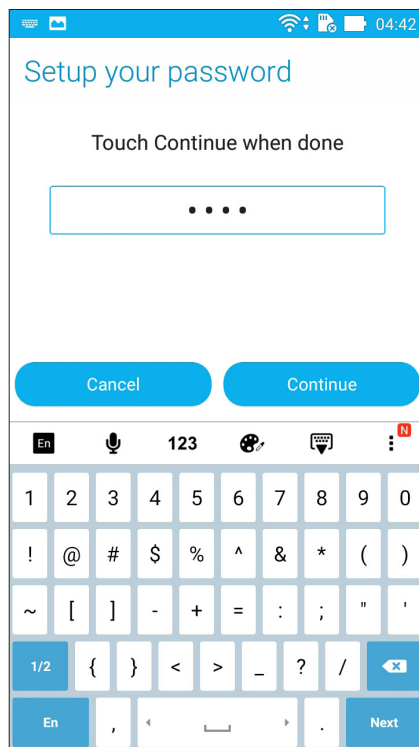 04:42
Setup your password
Touch Continue when done
••••
Cancel Continue
En 123 N
1 2 3 4 5 6 7 8 9 0
! @ # $ % ^ & * ( )
~ [ ] - + = : ; " '
1/2 { } < > _ ? /
En , . Next